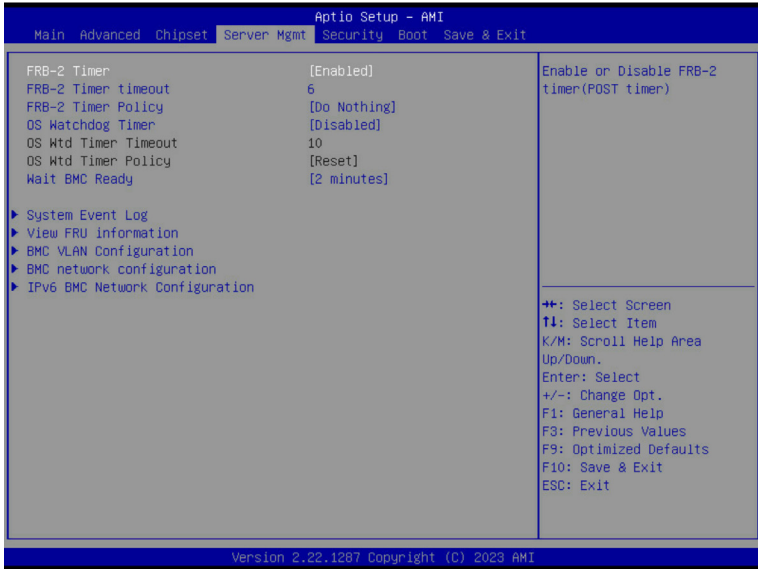 Aptio Setup – AMI
Main Advanced Chipset Server Mgmt Security Boot Save & Exit
FRB-2 Timer [Enabled]
FRB-2 Timer timeout 6
FRB-2 Timer Policy [Do Nothing]
OS Watchdog Timer [Disabled]
OS Wtd Timer Timeout 10
OS Wtd Timer Policy [Reset]
Wait BMC Ready [2 minutes]
System Event Log
View FRU information
BMC VLAN Configuration
BMC network configuration
IPv6 BMC Network Configuration
Enable or Disable FRB-2
timer(POST timer)
→←: Select Screen
↑↓: Select Item
K/M: Scroll Help Area
Up/Down.
Enter: Select
+/-: Change Opt.
F1: General Help
F3: Previous Values
F9: Optimized Defaults
F10: Save & Exit
ESC: Exit
Version 2.22.1287 Copyright (C) 2023 AMI